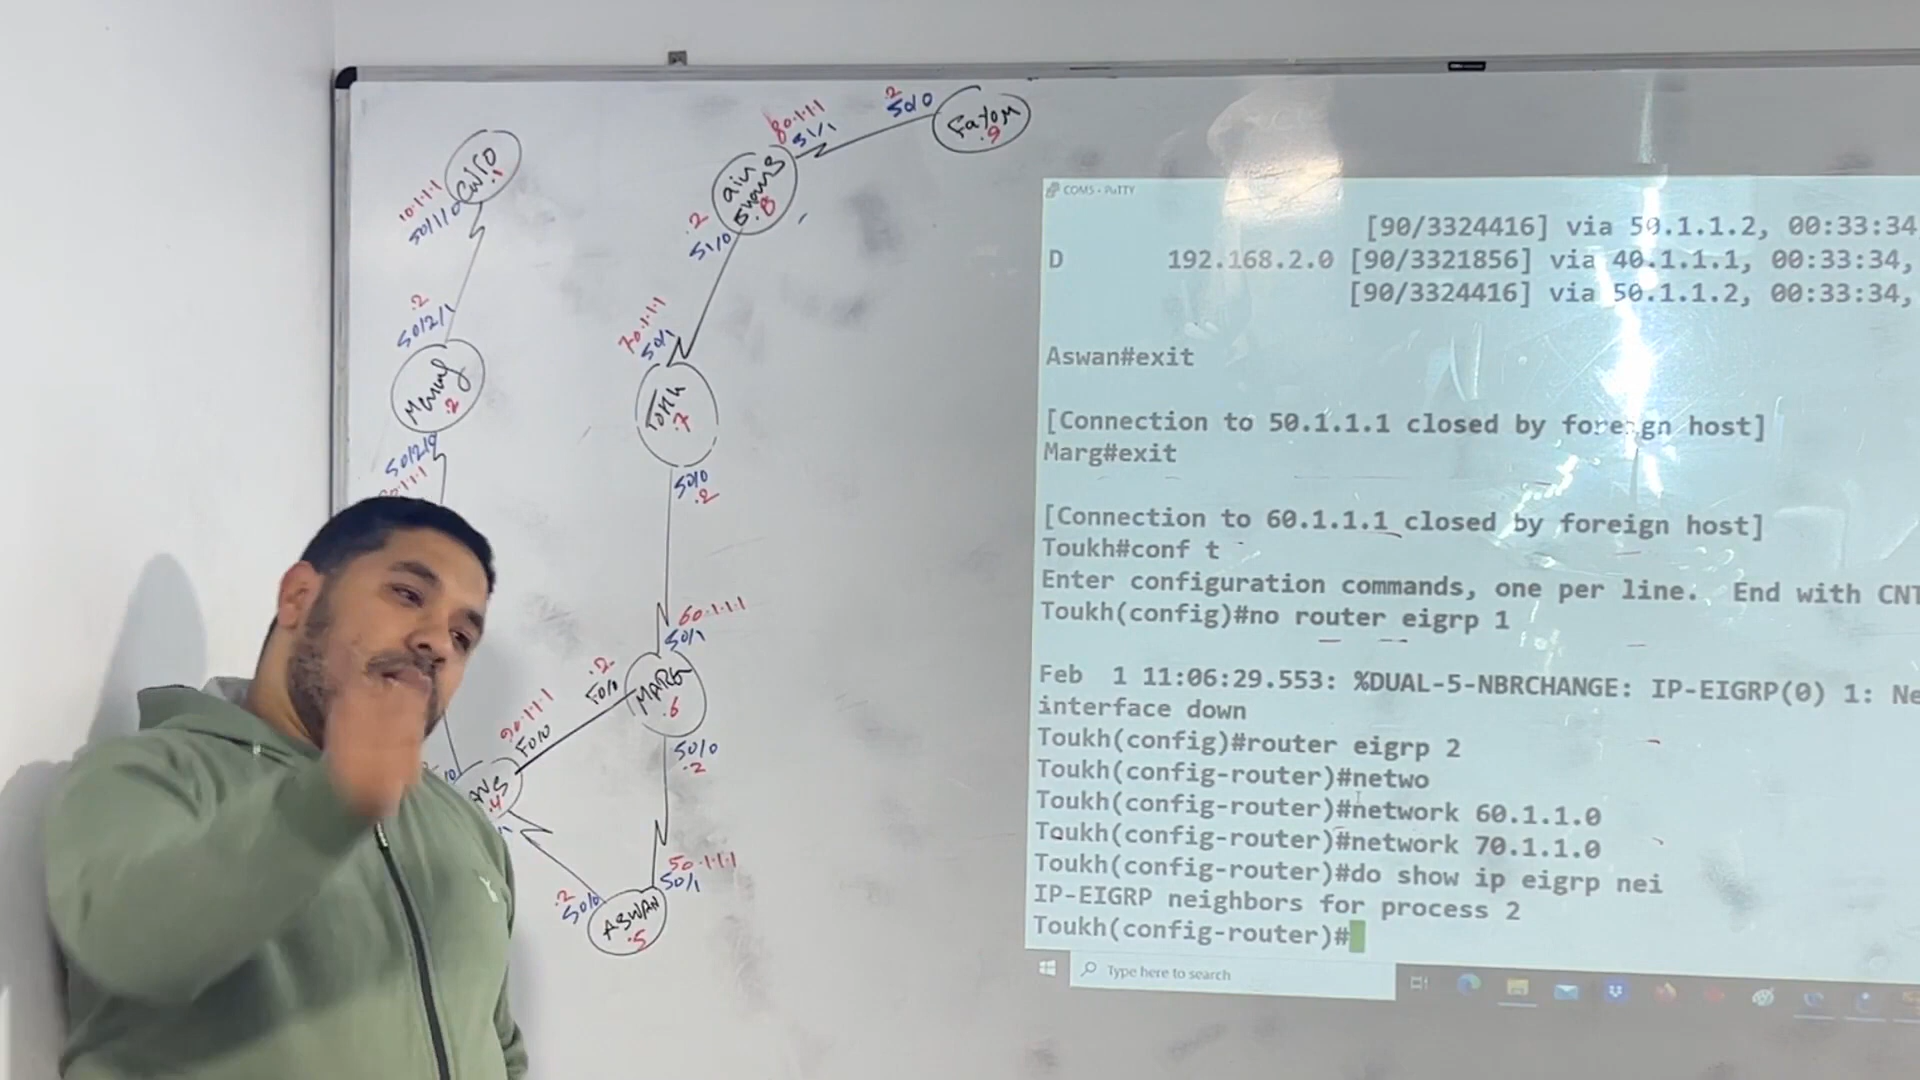 10.1.1.1
.1
.2
S0/2/1
.2
.2
S1/0
80.1.1.1
S1/1
ain
shams
.8
.2
S0/0
Fayom
.9
70.1.1.1
S0/1
.7
S0/0
.2
60.1.1.1
S0/1
MARG
.6
.2
F0/0
90.1.1.1
F0/0
.4
S0/0
.2
50.1.1.1
S0/1
.2
S0/0
ASWAN
.5
COM5 - PuTTY
[90/3324416] via 50.1.1.2, 00:33:34
D 192.168.2.0 [90/3321856] via 40.1.1.1, 00:33:34,
[90/3324416] via 50.1.1.2, 00:33:34,
Aswan#exit
[Connection to 50.1.1.1 closed by foreign host]
Marg#exit
[Connection to 60.1.1.1 closed by foreign host]
Toukh#conf t
Enter configuration commands, one per line. End with CNT
Toukh(config)#no router eigrp 1
Feb 1 11:06:29.553: %DUAL-5-NBRCHANGE: IP-EIGRP(0) 1: Ne
interface down
Toukh(config)#router eigrp 2
Toukh(config-router)#netwo
Toukh(config-router)#network 60.1.1.0
Toukh(config-router)#network 70.1.1.0
Toukh(config-router)#do show ip eigrp nei
IP-EIGRP neighbors for process 2
Toukh(config-router)#
Type here to search